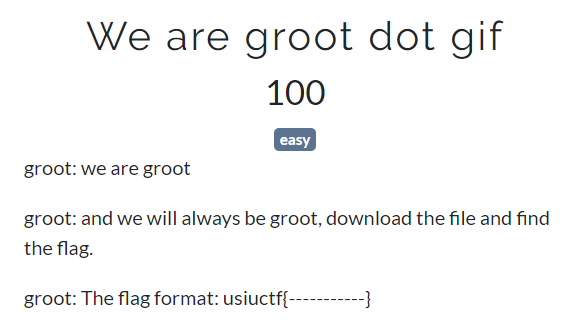 We are groot dot gif
100
easy
groot: we are groot
groot: and we will always be groot, download the file and find
the flag.
groot: The flag format: usiuctf{-----------}